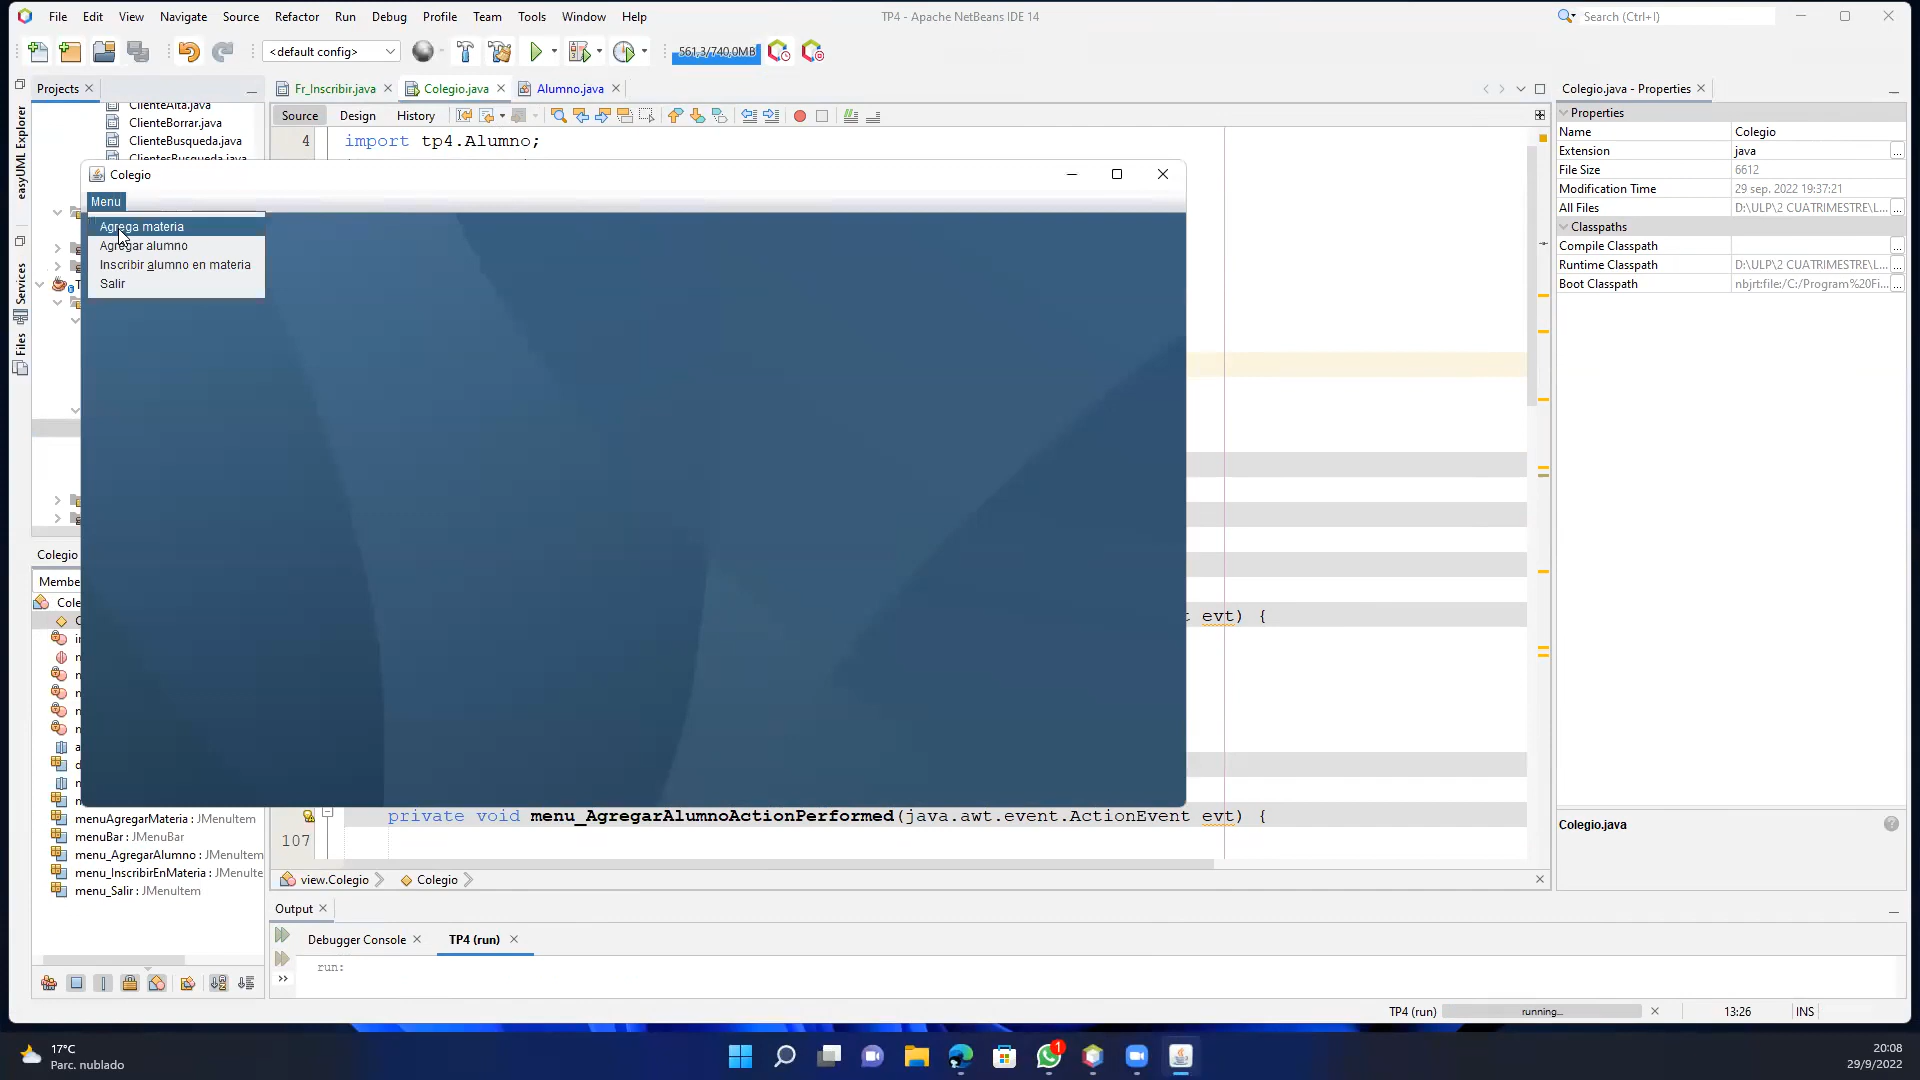 File Edit View Navigate Source Refactor Run Debug Profile Team Tools Window Help
TP4 - Apache NetBeans IDE 14
Search (Ctrl+I)
<default config>
561,3/740,0MB
Projects
Fr_Inscribir.java
Colegio.java
Alumno.java
Colegio.java - Properties
easyUML Explorer
Services
Files
ClienteAlta.java
ClienteBorrar.java
ClienteBusqueda.java
ClientesBusqueda.java
Source Design History
4 import tp4.Alumno;
Colegio
Menu
Agrega materia
Agregar alumno
Inscribir alumno en materia
Salir
evt) {
private void menu_AgregarAlumnoActionPerformed(java.awt.event.ActionEvent evt) {
107
Colegio
Membe
Cole
menuAgregarMateria : JMenuItem
menuBar : JMenuBar
menu_AgregarAlumno : JMenuItem
menu_InscribirEnMateria : JMenuIte
menu_Salir : JMenuItem
view.Colegio
Colegio
Properties
Name Colegio
Extension java
File Size 6612
Modification Time 29 sep. 2022 19:37:21
All Files D:\ULP\2 CUATRIMESTRE\L...
Classpaths
Compile Classpath
Runtime Classpath D:\ULP\2 CUATRIMESTRE\L...
Boot Classpath nbjrt:file:/C:/Program%20Fi...
Colegio.java
Output
Debugger Console
TP4 (run)
run:
TP4 (run)
running...
13:26
INS
17°C
Parc. nublado
1
20:08
29/9/2022